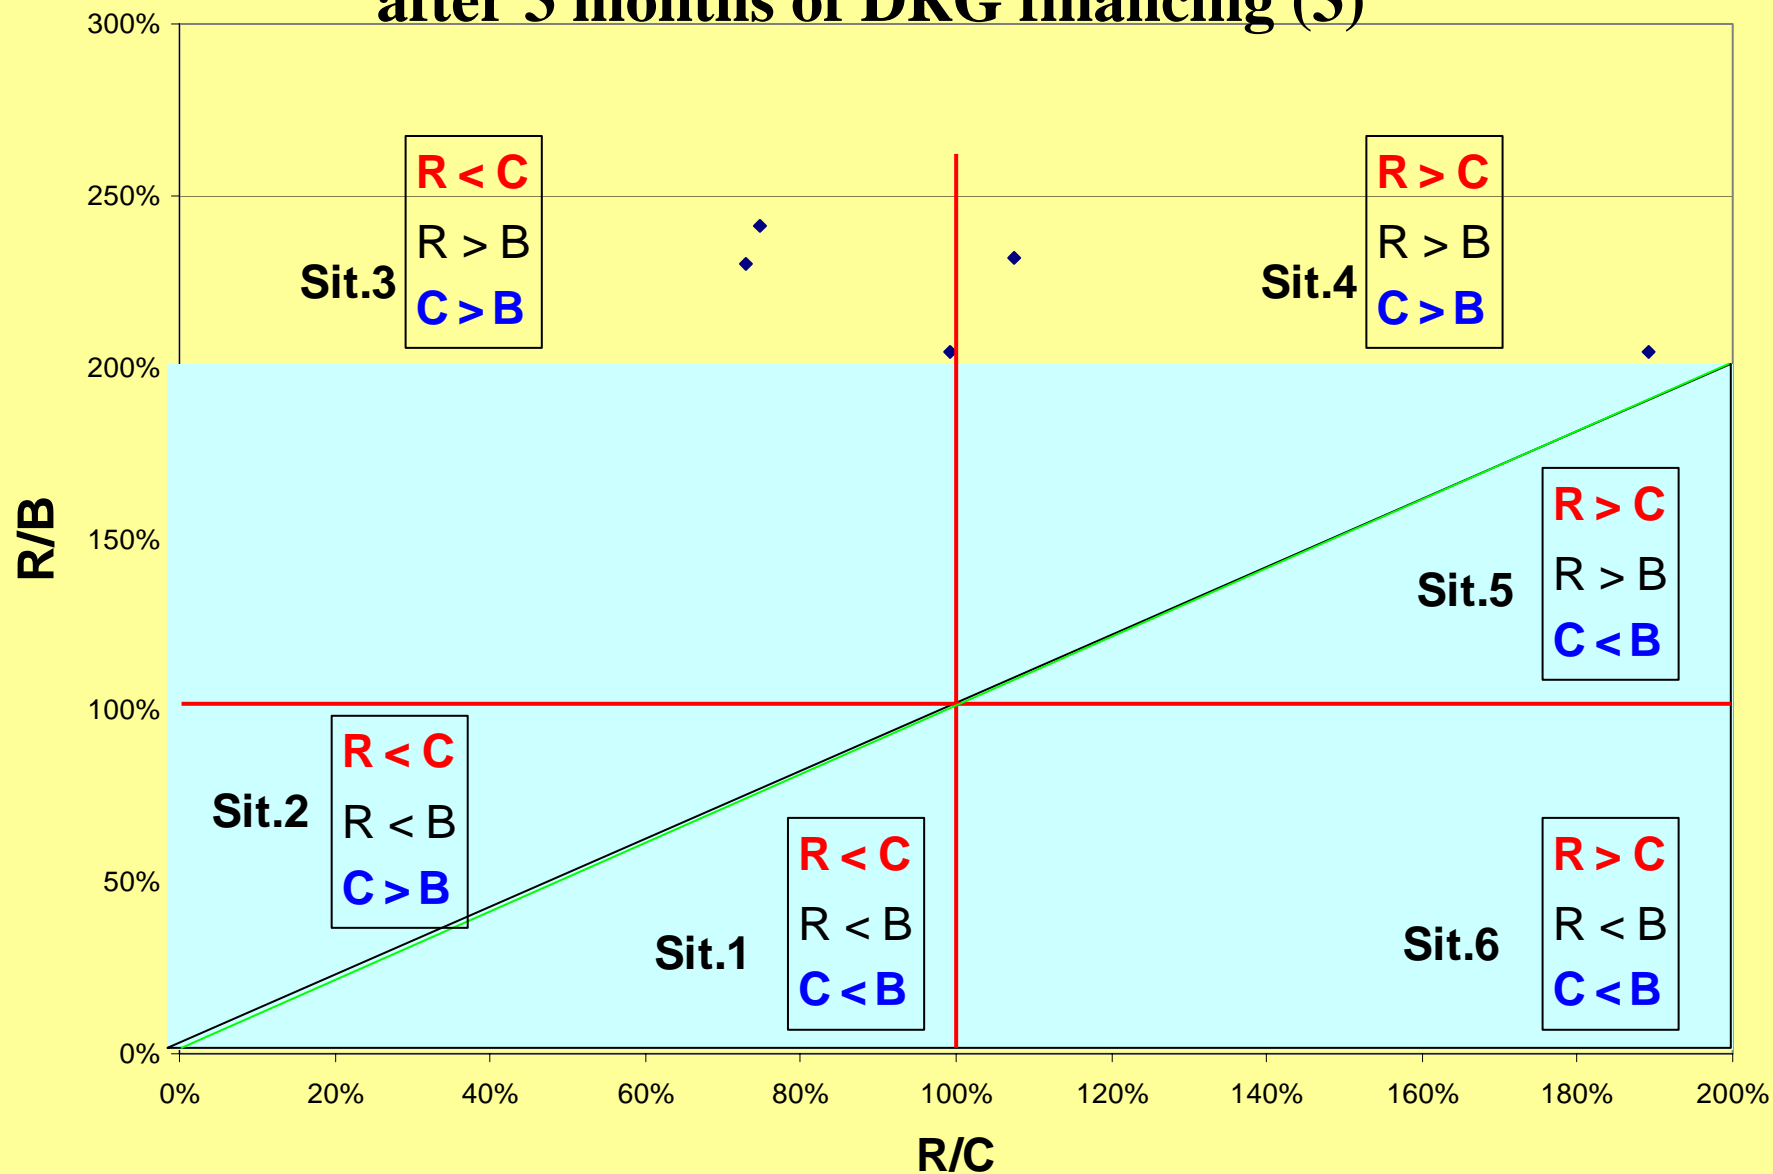 after 3 months of DRG financing (3)
300%
250%
200%
150%
100%
50%
0%
R/B
R < C
R > B
C > B
Sit.3
R > C
R > B
C > B
Sit.4
R > C
R > B
C < B
Sit.5
R < C
R < B
C > B
Sit.2
R < C
R < B
C < B
Sit.1
R > C
R < B
C < B
Sit.6
0% 20% 40% 60% 80% 100% 120% 140% 160% 180% 200%
R/C